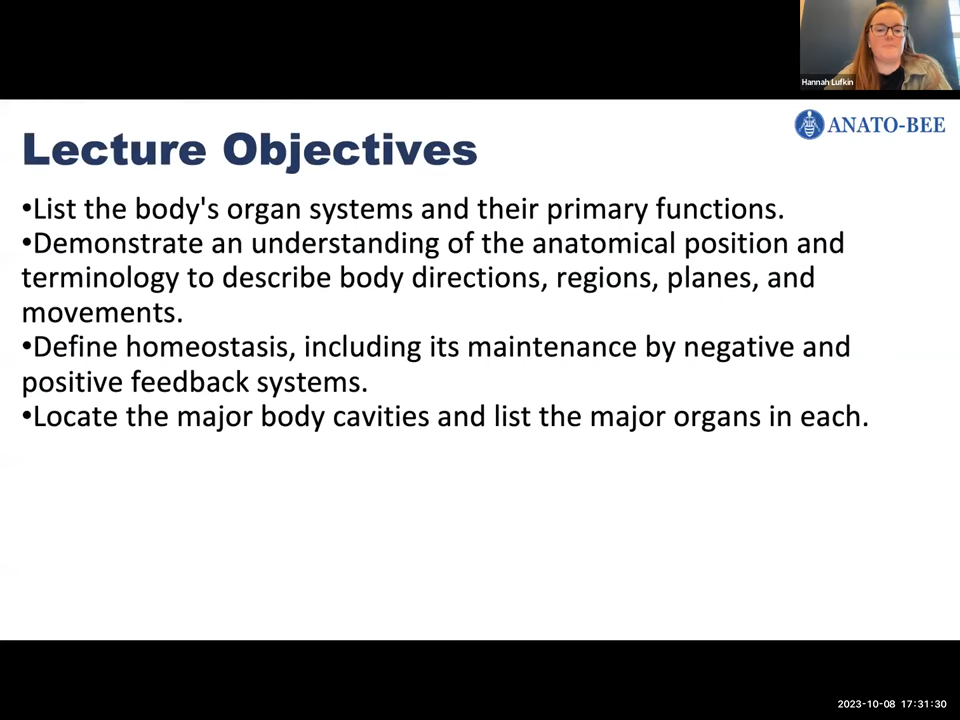 Hannah Lufkin
ANATO-BEE
Lecture Objectives
•List the body's organ systems and their primary functions.
•Demonstrate an understanding of the anatomical position and
terminology to describe body directions, regions, planes, and
movements.
•Define homeostasis, including its maintenance by negative and
positive feedback systems.
•Locate the major body cavities and list the major organs in each.
2023-10-08 17:31:30